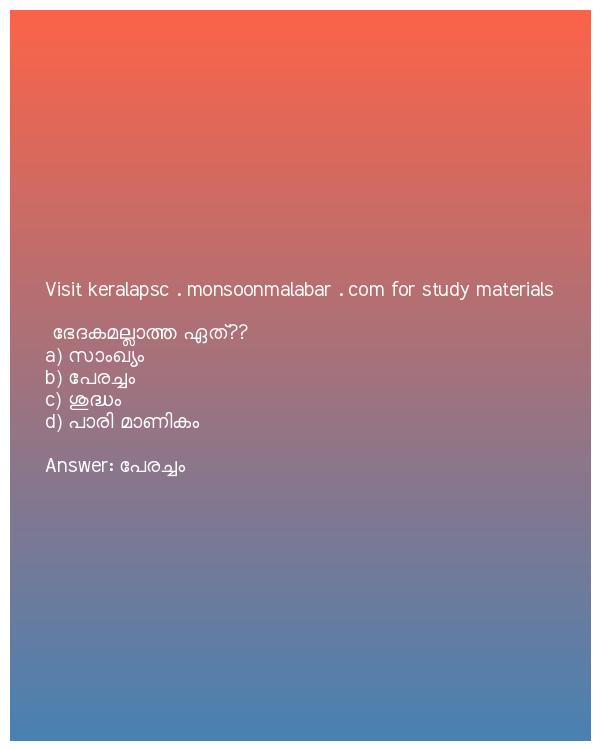 Visit keralapsc . monsoonmalabar . com for study materials
ഭേദകമല്ലാത്ത ഏത്??
a) സാംഖ്യം
b) പേരച്ചം
c) ശുദ്ധം
d) പാരി മാണികം
Answer: പേരച്ചം